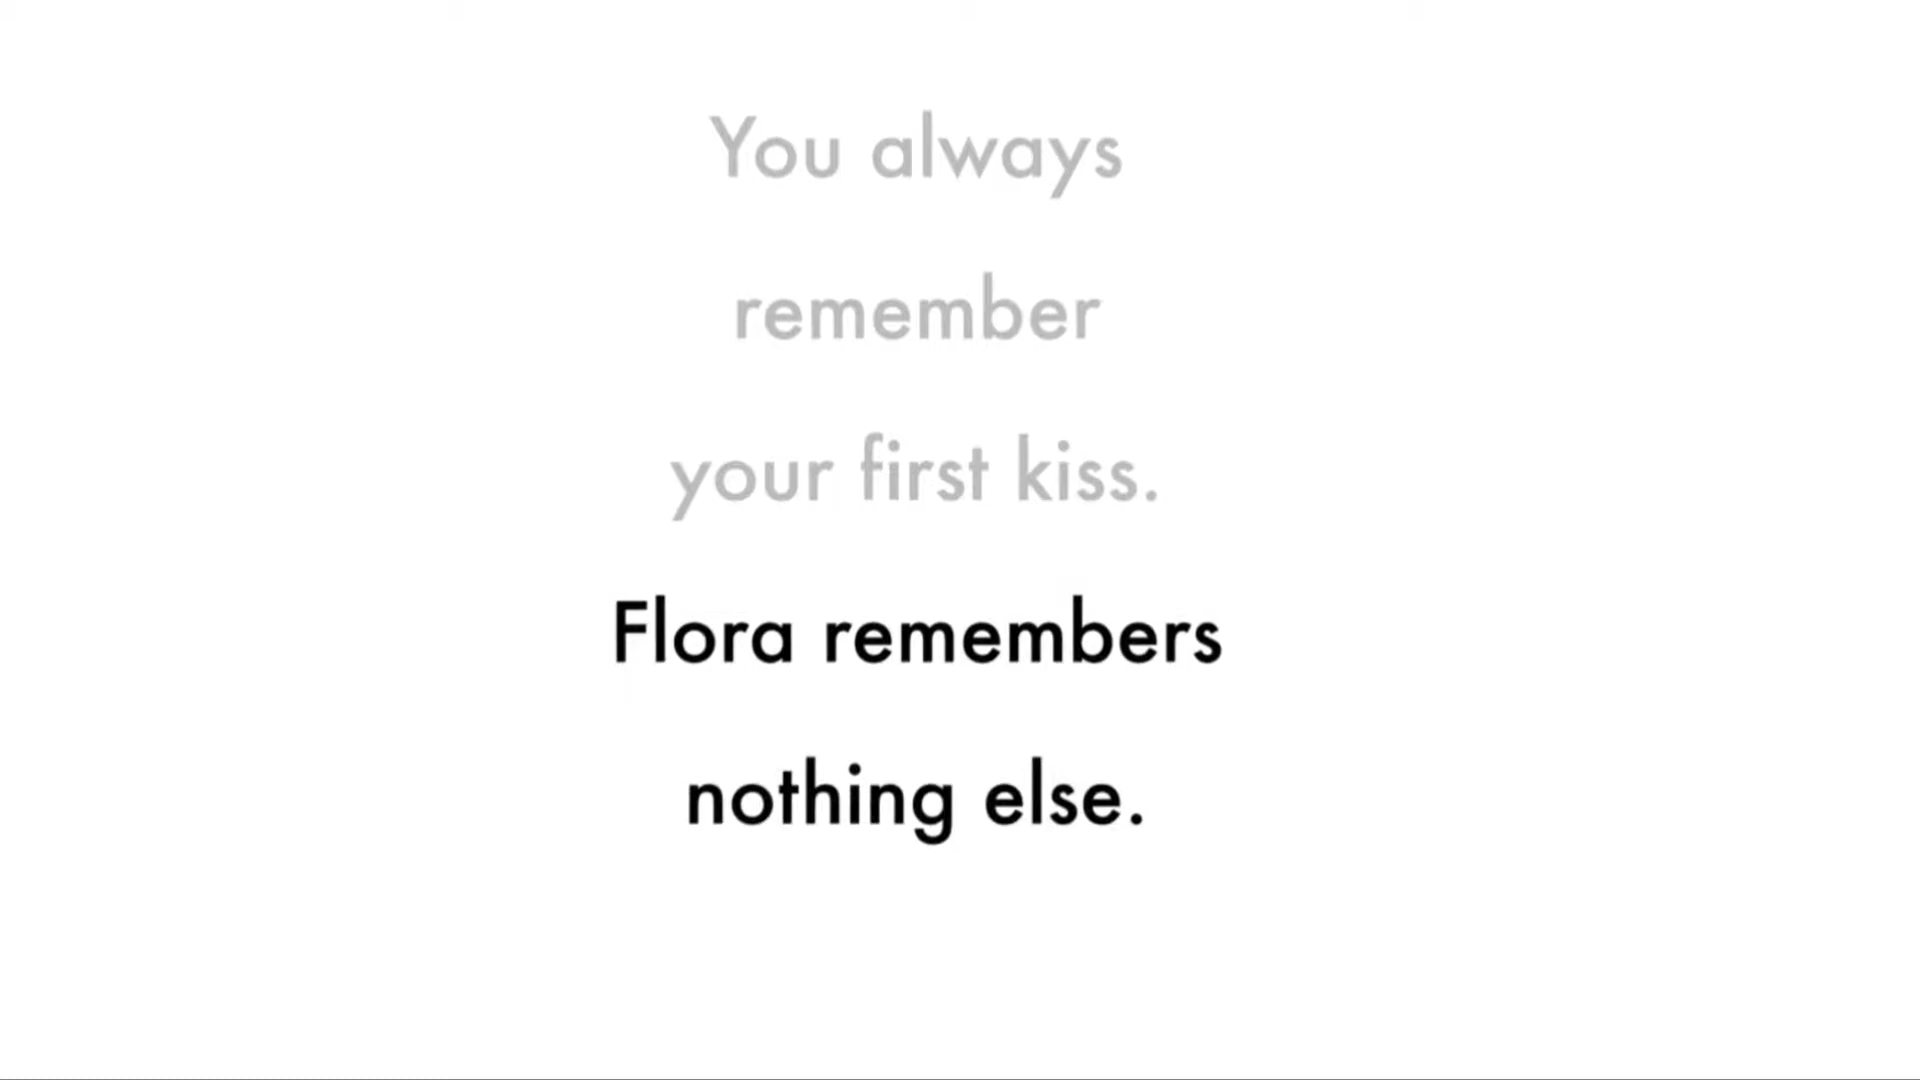 You always
remember
your first kiss.
Flora remembers
nothing else.